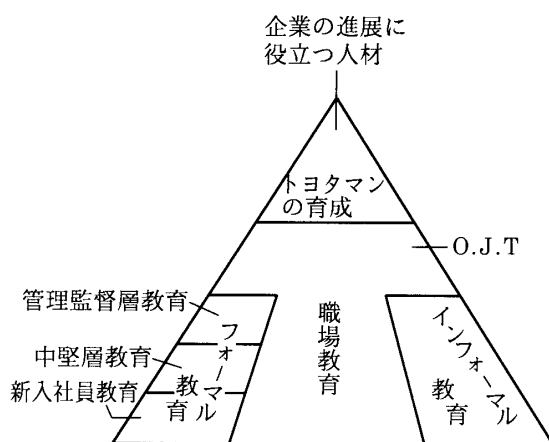 企業の進展に
役立つ人材
トヨタマン
の育成
O.J.T
管理監督層教育
中堅層教育
新入社員教育
フォーマル
教育
職場教育
インフォーマル
教育